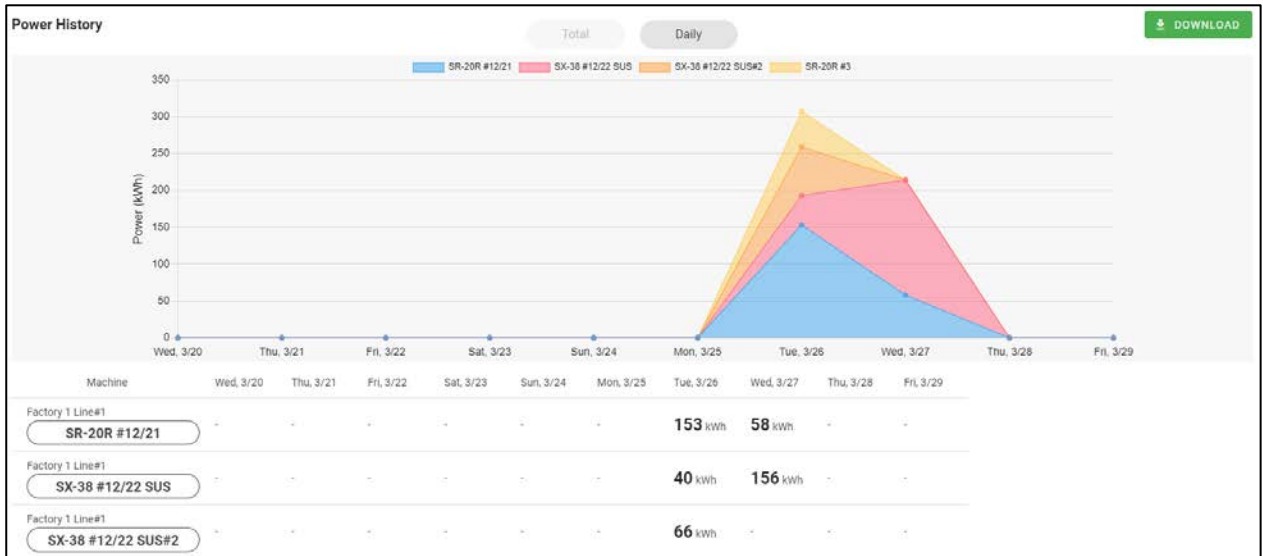 Power History
Total
Daily
DOWNLOAD
SR-20R #12/21 SX-38 #12/22 SUS SX-38 #12/22 SUS#2 SR-20R #3
350
300
250
200
150
100
50
0
Power (kWh)
Wed, 3/20 Thu, 3/21 Fri, 3/22 Sat, 3/23 Sun, 3/24 Mon, 3/25 Tue, 3/26 Wed, 3/27 Thu, 3/28 Fri, 3/29
Machine Wed, 3/20 Thu, 3/21 Fri, 3/22 Sat, 3/23 Sun, 3/24 Mon, 3/25 Tue, 3/26 Wed, 3/27 Thu, 3/28 Fri, 3/29
Factory 1 Line#1
SR-20R #12/21 - - - - - - 153 kWh 58 kWh - -
Factory 1 Line#1
SX-38 #12/22 SUS - - - - - - 40 kWh 156 kWh - -
Factory 1 Line#1
SX-38 #12/22 SUS#2 - - - - - - 66 kWh - - -